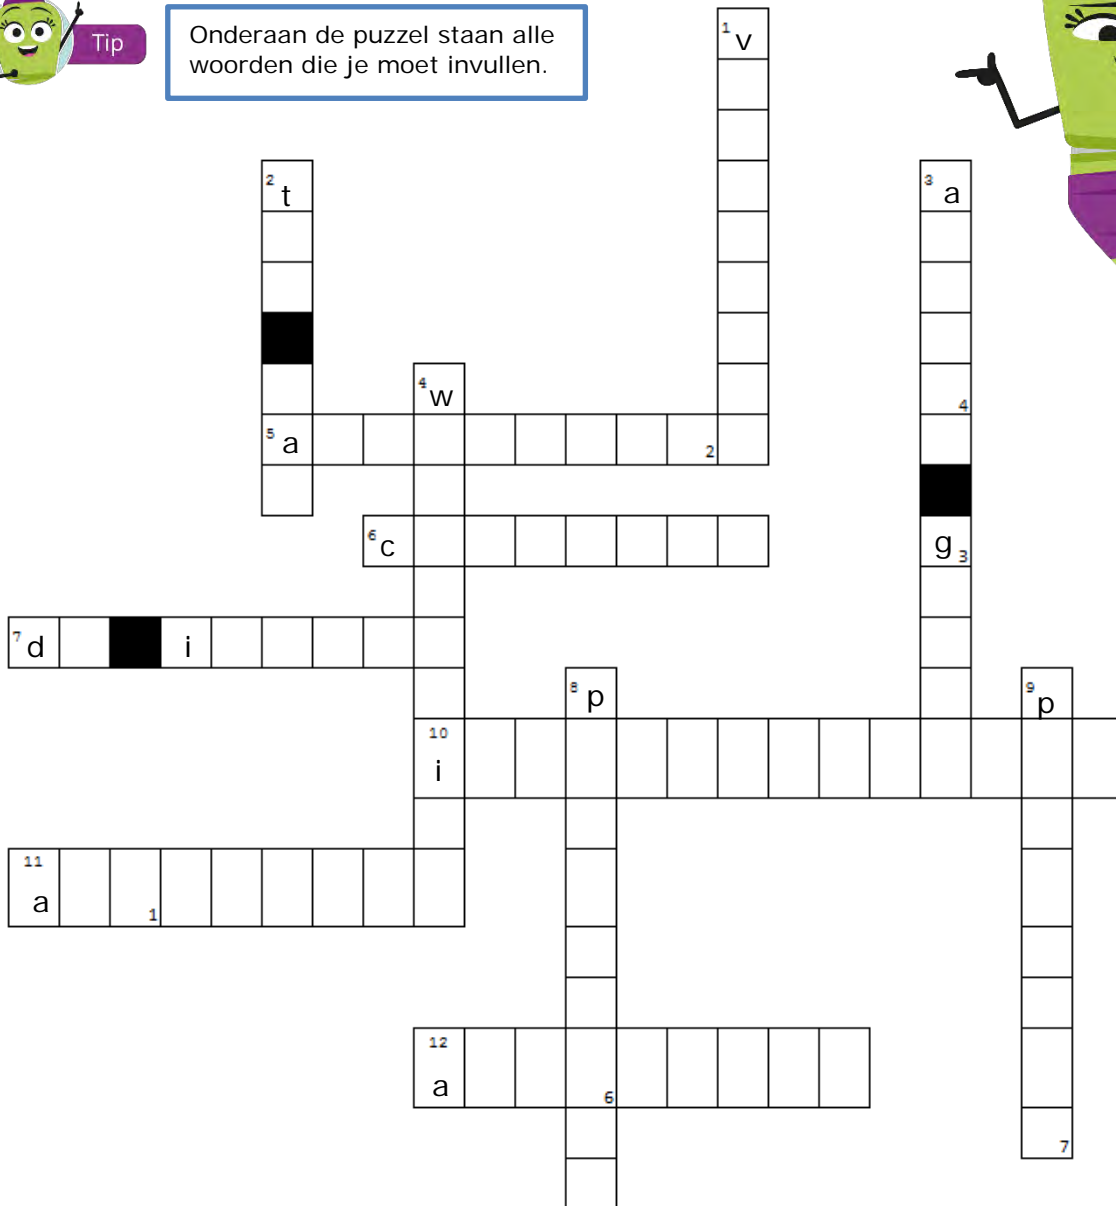 Tip
Onderaan de puzzel staan alle
woorden die je moet invullen.
1 v
2 t
3 a
4 w
4
5 a
2
6 c
g 3
7 d i
8 p
9 p
10
i
11
a
1
12
a
6
7